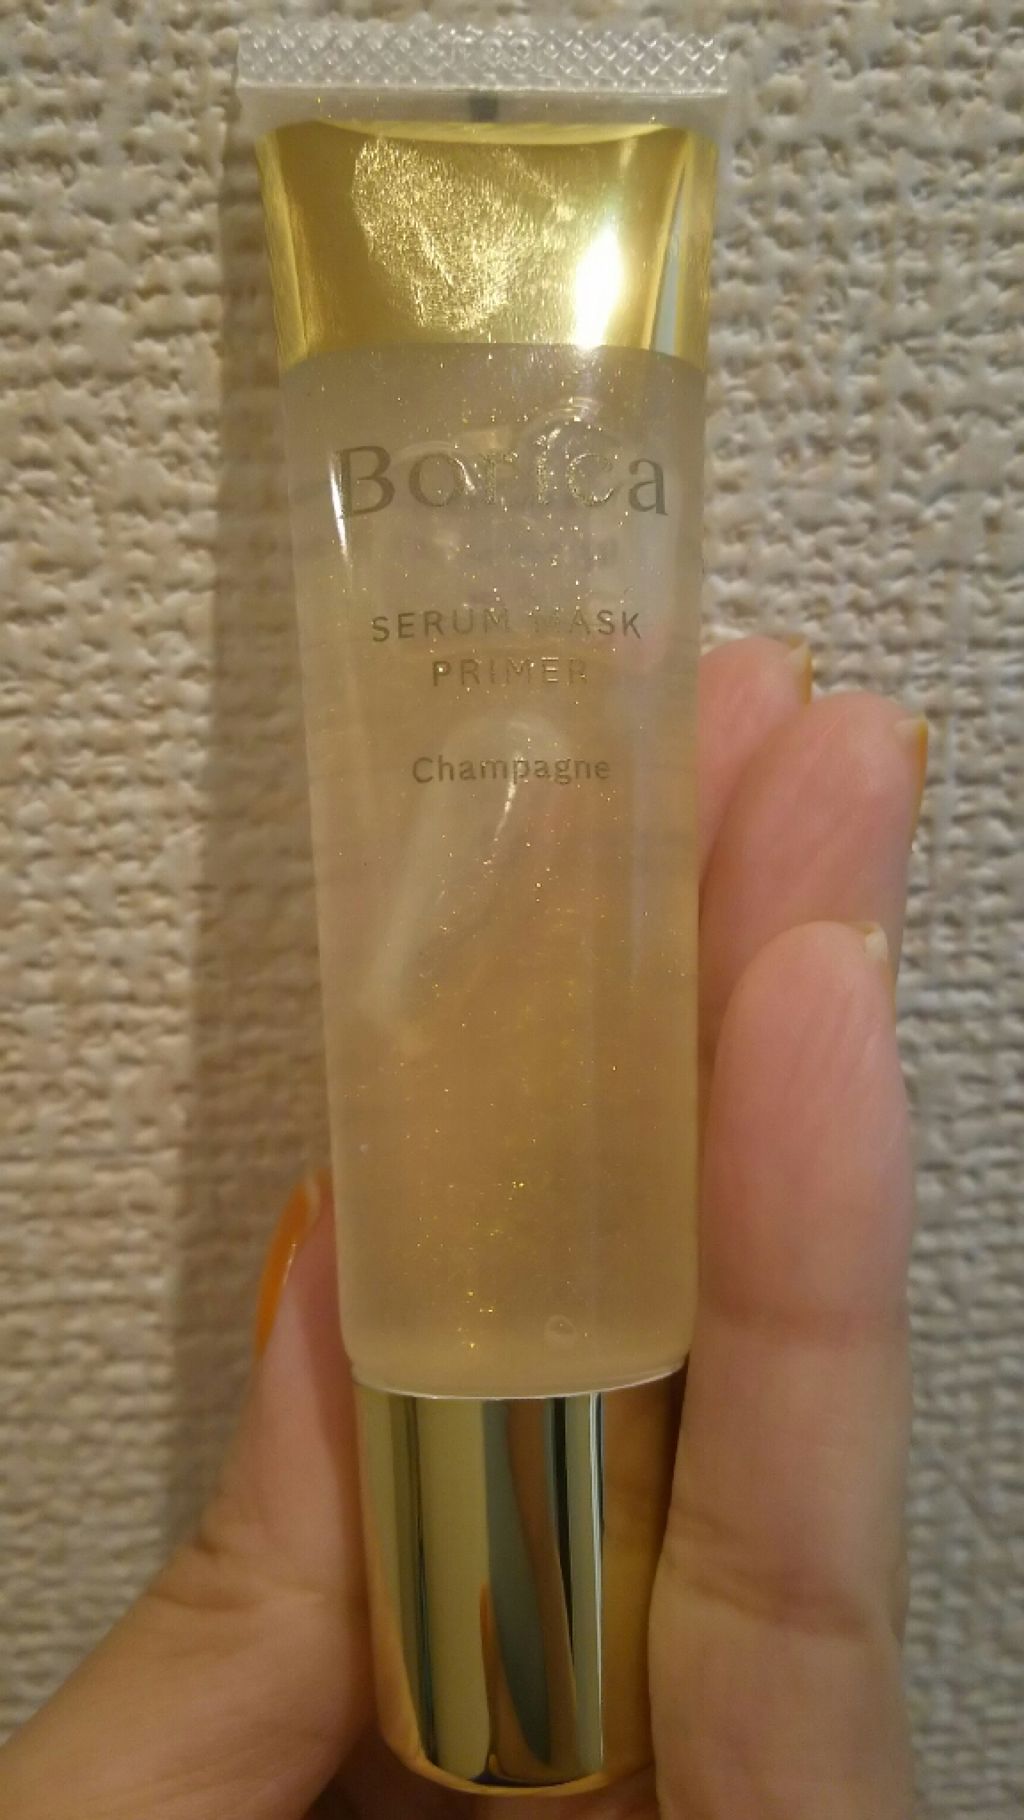 Borica
SERUM MASK
PRIMER
Champagne